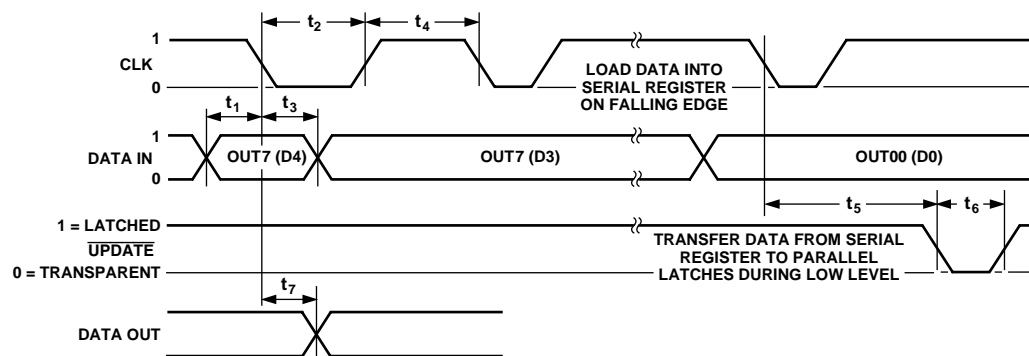 t2
t4
1
CLK
0
LOAD DATA INTO
SERIAL REGISTER
ON FALLING EDGE
t1
t3
1
DATA IN
0
OUT7 (D4)
OUT7 (D3)
OUT00 (D0)
t5
t6
1 = LATCHED
UPDATE
0 = TRANSPARENT
TRANSFER DATA FROM SERIAL
REGISTER TO PARALLEL
LATCHES DURING LOW LEVEL
t7
DATA OUT